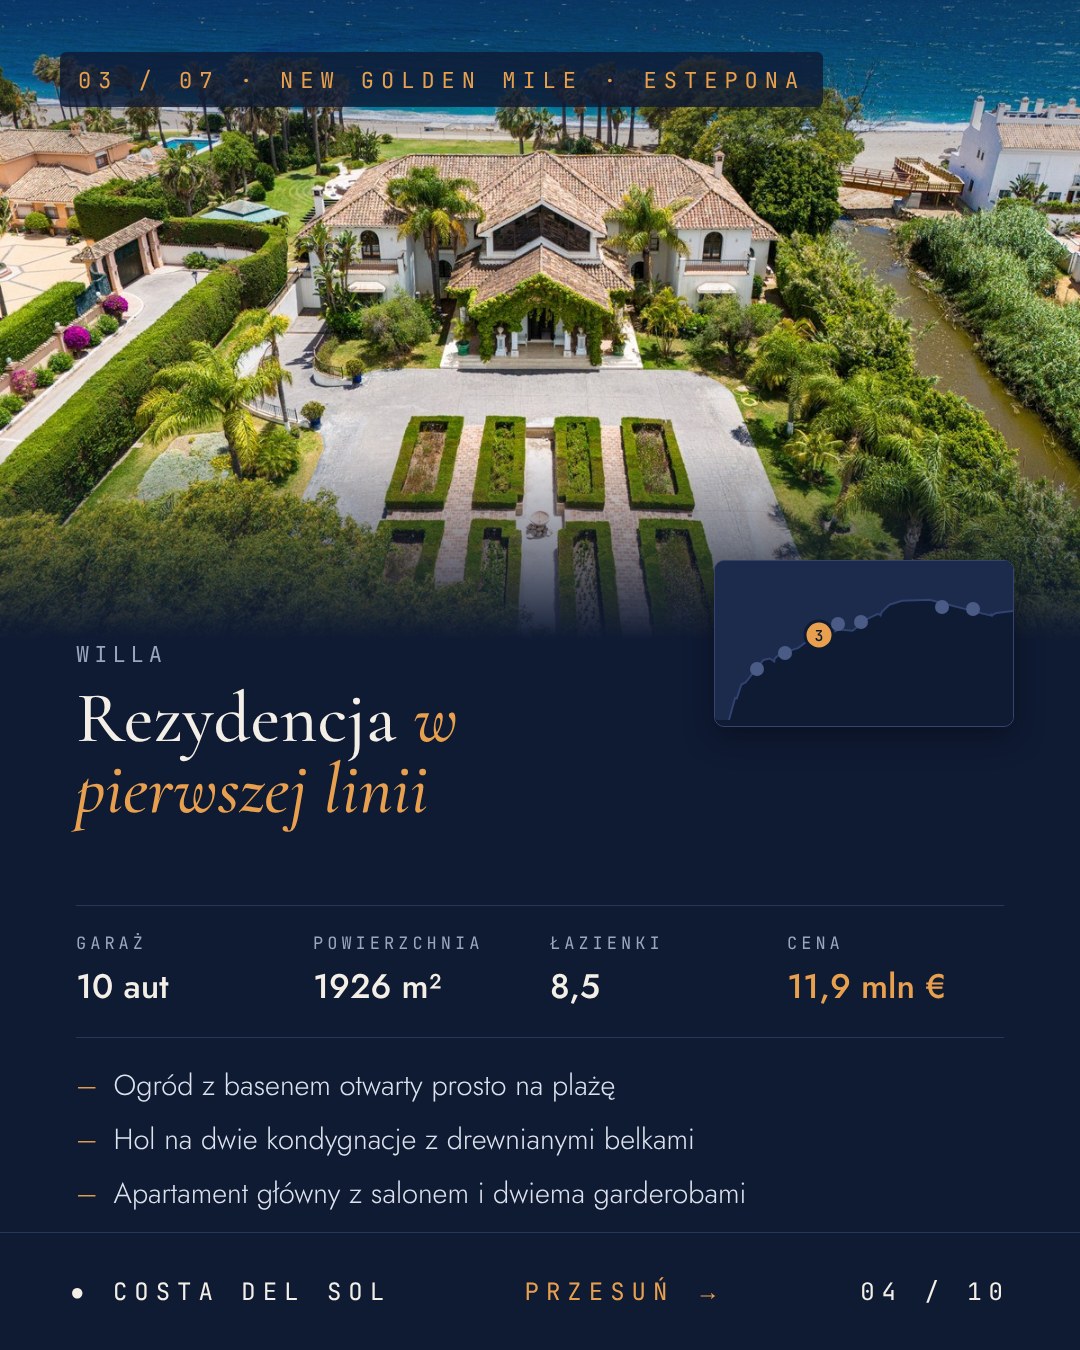 03 / 07 · NEW GOLDEN MILE · ESTEPONA
3
WILLA
Rezydencja w
pierwszej linii
GARAŻ
10 aut
POWIERZCHNIA
1926 m²
ŁAZIENKI
8,5
CENA
11,9 mln €
— Ogród z basenem otwarty prosto na plażę
— Hol na dwie kondygnacje z drewnianymi belkami
— Apartament główny z salonem i dwiema garderobami
• COSTA DEL SOL
PRZESUŃ →
04 / 10